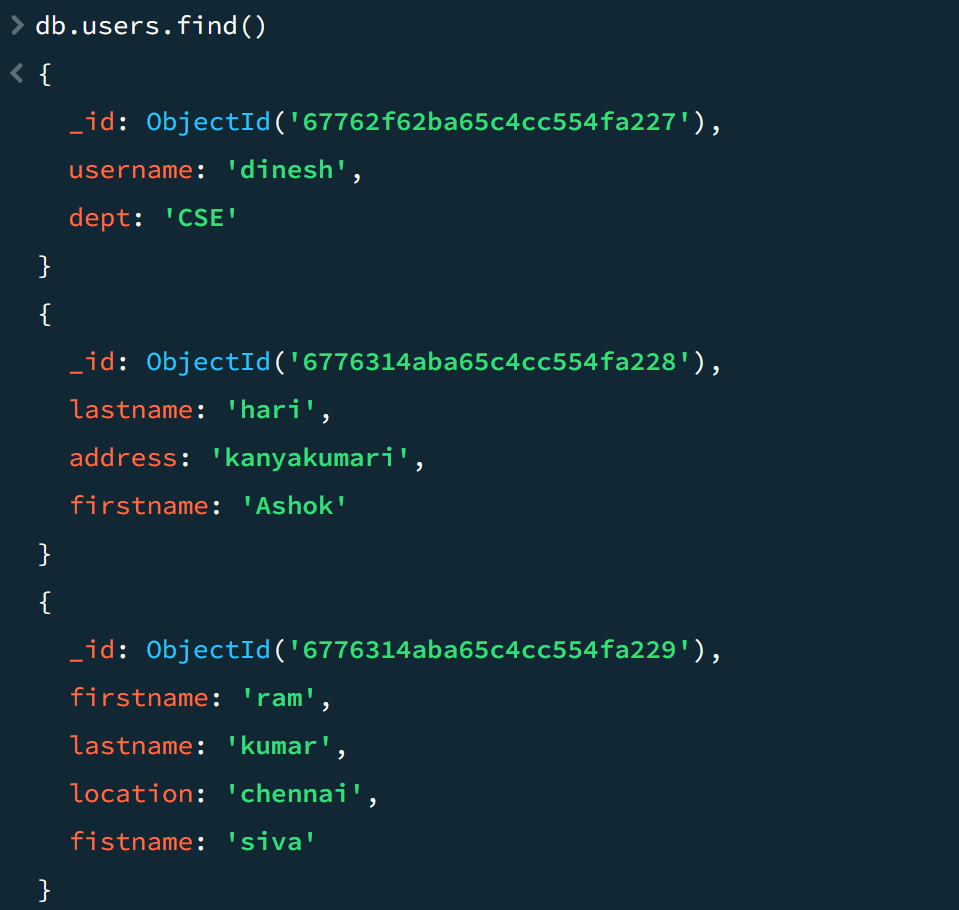 > db.users.find()
< {
_id: ObjectId('67762f62ba65c4cc554fa227'),
username: 'dinesh',
dept: 'CSE'
}
{
_id: ObjectId('6776314aba65c4cc554fa228'),
lastname: 'hari',
address: 'kanyakumari',
firstname: 'Ashok'
}
{
_id: ObjectId('6776314aba65c4cc554fa229'),
firstname: 'ram',
lastname: 'kumar',
location: 'chennai',
fistname: 'siva'
}